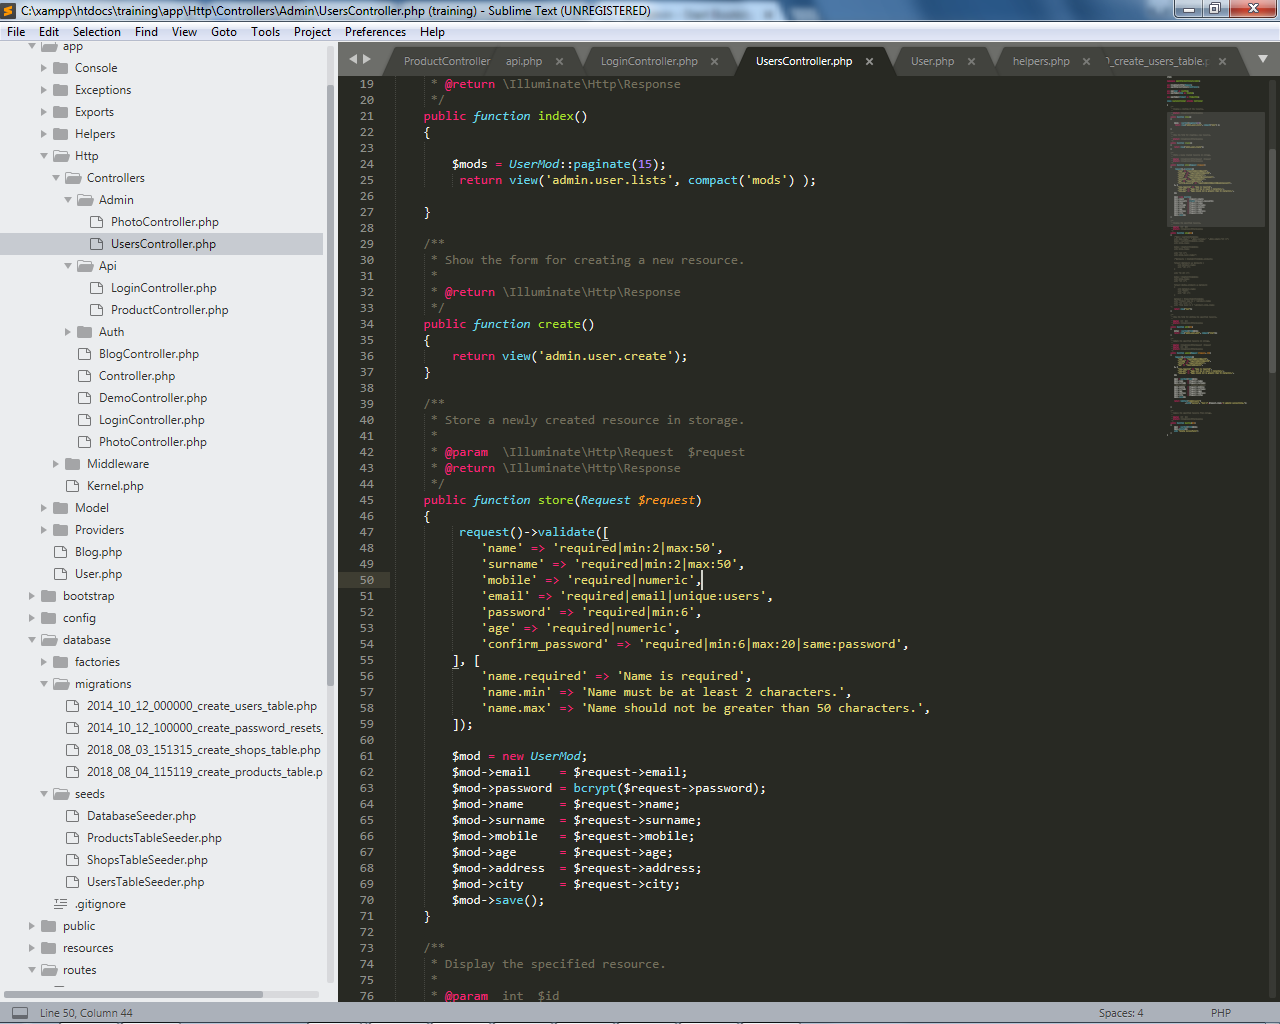 C:\xampp\htdocs\training\app\Http\Controllers\Admin\UsersController.php (training) - Sublime Text (UNREGISTERED)
File Edit Selection Find View Goto Tools Project Preferences Help
app
Console
Exceptions
Exports
Helpers
Http
Controllers
Admin
PhotoController.php
UsersController.php
Api
LoginController.php
ProductController.php
Auth
BlogController.php
Controller.php
DemoController.php
LoginController.php
PhotoController.php
Middleware
Kernel.php
Model
Providers
Blog.php
User.php
bootstrap
config
database
factories
migrations
2014_10_12_000000_create_users_table.php
2014_10_12_100000_create_password_resets_
2018_08_03_151315_create_shops_table.php
2018_08_04_115119_create_products_table.p
seeds
DatabaseSeeder.php
ProductsTableSeeder.php
ShopsTableSeeder.php
UsersTableSeeder.php
.gitignore
public
resources
routes
ProductController api.php LoginController.php UsersController.php User.php helpers.php 0_create_users_table.p
19 * @return \Illuminate\Http\Response
20 */
21 public function index()
22 {
23
24 $mods = UserMod::paginate(15);
25 return view('admin.user.lists', compact('mods') );
26
27 }
28
29 /**
30 * Show the form for creating a new resource.
31 *
32 * @return \Illuminate\Http\Response
33 */
34 public function create()
35 {
36 return view('admin.user.create');
37 }
38
39 /**
40 * Store a newly created resource in storage.
41 *
42 * @param  \Illuminate\Http\Request  $request
43 * @return \Illuminate\Http\Response
44 */
45 public function store(Request $request)
46 {
47 request()->validate([
48 'name' => 'required|min:2|max:50',
49 'surname' => 'required|min:2|max:50',
50 'mobile' => 'required|numeric',
51 'email' => 'required|email|unique:users',
52 'password' => 'required|min:6',
53 'age' => 'required|numeric',
54 'confirm_password' => 'required|min:6|max:20|same:password',
55 ], [
56 'name.required' => 'Name is required',
57 'name.min' => 'Name must be at least 2 characters.',
58 'name.max' => 'Name should not be greater than 50 characters.',
59 ]);
60
61 $mod = new UserMod;
62 $mod->email    = $request->email;
63 $mod->password = bcrypt($request->password);
64 $mod->name     = $request->name;
65 $mod->surname  = $request->surname;
66 $mod->mobile   = $request->mobile;
67 $mod->age      = $request->age;
68 $mod->address  = $request->address;
69 $mod->city     = $request->city;
70 $mod->save();
71 }
72
73 /**
74 * Display the specified resource.
75 *
76 * @param  int  $id
Line 50, Column 44 Spaces: 4 PHP